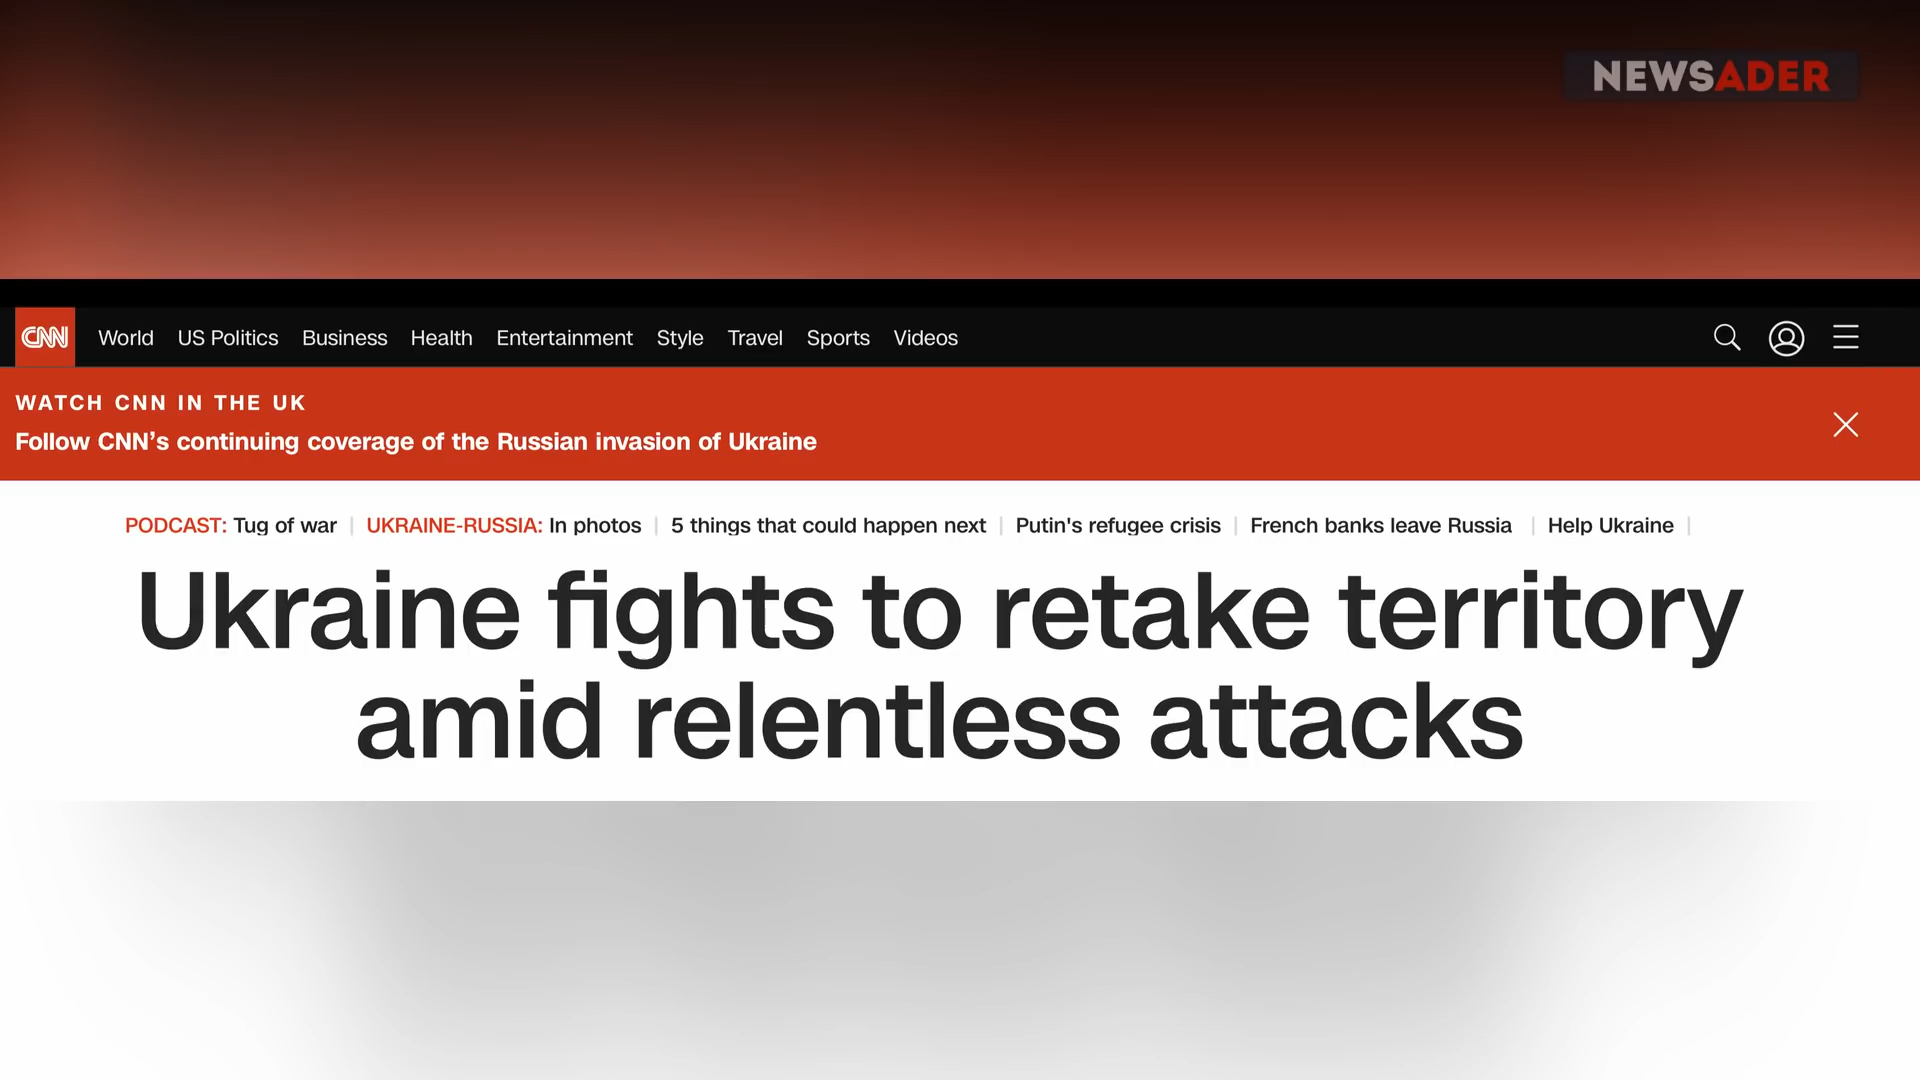 NEWSADER
CNN World US Politics Business Health Entertainment Style Travel Sports Videos
WATCH CNN IN THE UK
Follow CNN’s continuing coverage of the Russian invasion of Ukraine
PODCAST: Tug of war | UKRAINE-RUSSIA: In photos | 5 things that could happen next | Putin's refugee crisis | French banks leave Russia | Help Ukraine |
Ukraine fights to retake territory
amid relentless attacks